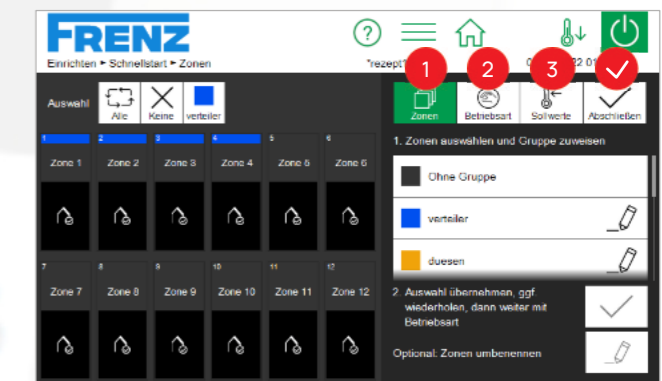 FRENZ
Einrichten ► Schnellstart ► Zonen
"rezept"
1 2 3
Auswahl
Alle Keine verteiler
Zonen Betriebsart Sollwerte Abschließen
1. Zonen auswählen und Gruppe zuweisen
1 2 3 4 5 6
Zone 1 Zone 2 Zone 3 Zone 4 Zone 5 Zone 6
Ohne Gruppe
verteiler
duesen
7 8 9 10 11 12
Zone 7 Zone 8 Zone 9 Zone 10 Zone 11 Zone 12
2. Auswahl übernehmen, ggf.
wiederholen, dann weiter mit
Betriebsart
Optional: Zonen umbenennen